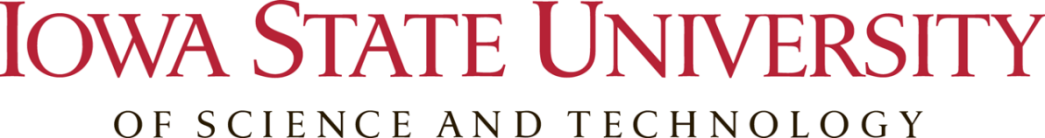 IOWA STATE UNIVERSITY
OF SCIENCE AND TECHNOLOGY